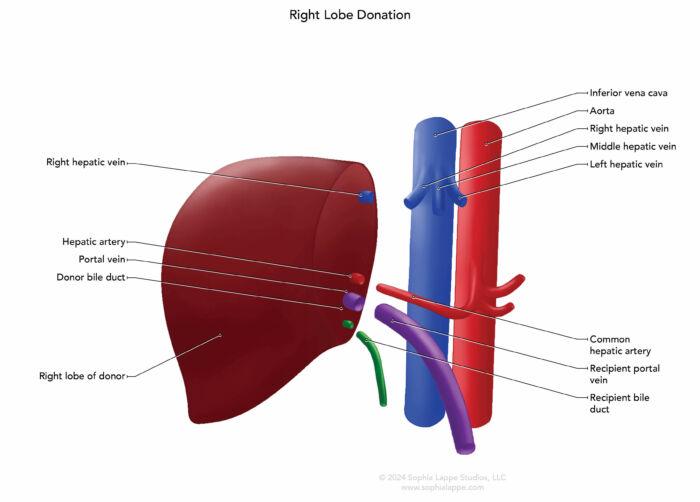 Right Lobe Donation
Inferior vena cava
Aorta
Right hepatic vein
Middle hepatic vein
Left hepatic vein
Right hepatic vein
Hepatic artery
Portal vein
Donor bile duct
Right lobe of donor
Common
hepatic artery
Recipient portal
vein
Recipient bile
duct
© 2024 Sophia Lappe Studios, LLC
www.sophialappe.com